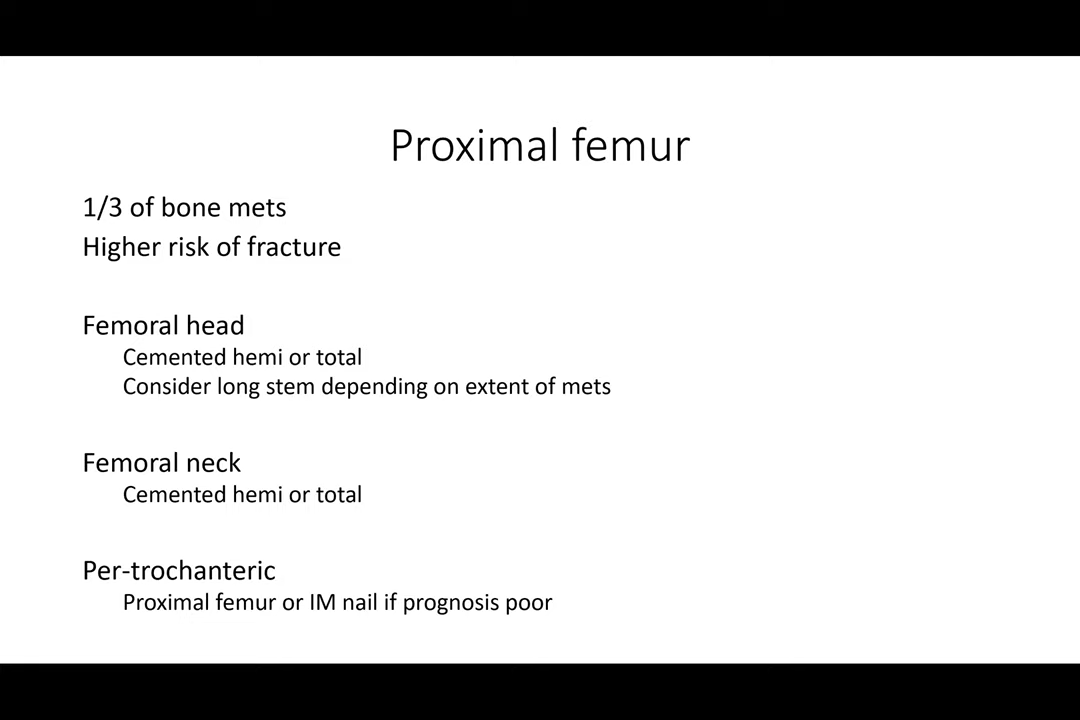 Proximal femur
1/3 of bone mets
Higher risk of fracture
Femoral head
Cemented hemi or total
Consider long stem depending on extent of mets
Femoral neck
Cemented hemi or total
Per-trochanteric
Proximal femur or IM nail if prognosis poor